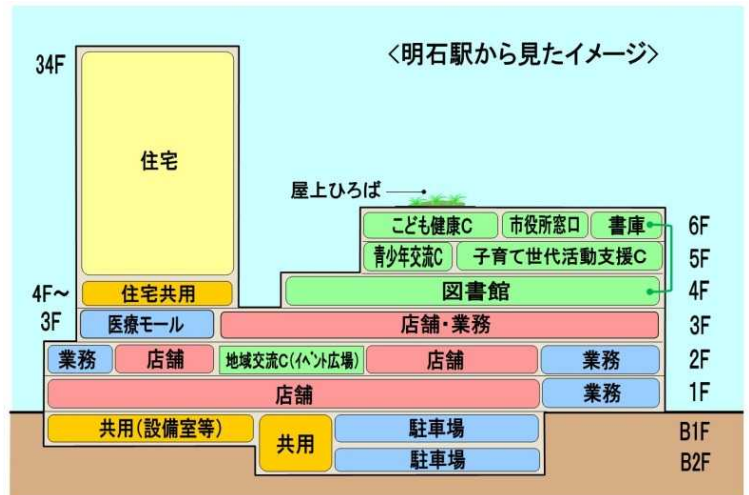 <明石駅から見たイメージ>
34F
住宅
屋上ひろば
こども健康C 市役所窓口 書庫 6F
青少年交流C 子育て世代活動支援C 5F
4F～ 住宅共用 図書館 4F
3F 医療モール 店舗・業務 3F
業務 店舗 地域交流C(イベント広場) 店舗 業務 2F
店舗 業務 1F
共用(設備室等) 共用 駐車場 B1F
駐車場 B2F